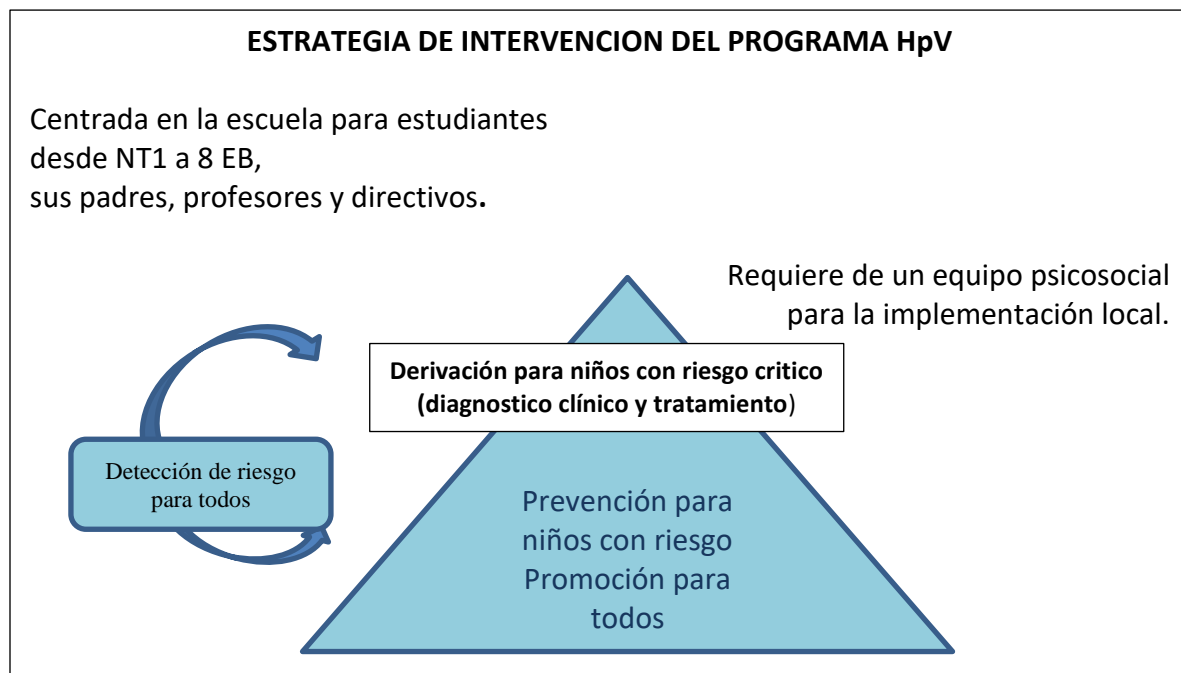 ESTRATEGIA DE INTERVENCION DEL PROGRAMA HpV
Centrada en la escuela para estudiantes
desde NT1 a 8 EB,
sus padres, profesores y directivos.
Requiere de un equipo psicosocial
para la implementación local.
Derivación para niños con riesgo critico
(diagnostico clínico y tratamiento)
Detección de riesgo
para todos
Prevención para
niños con riesgo
Promoción para
todos